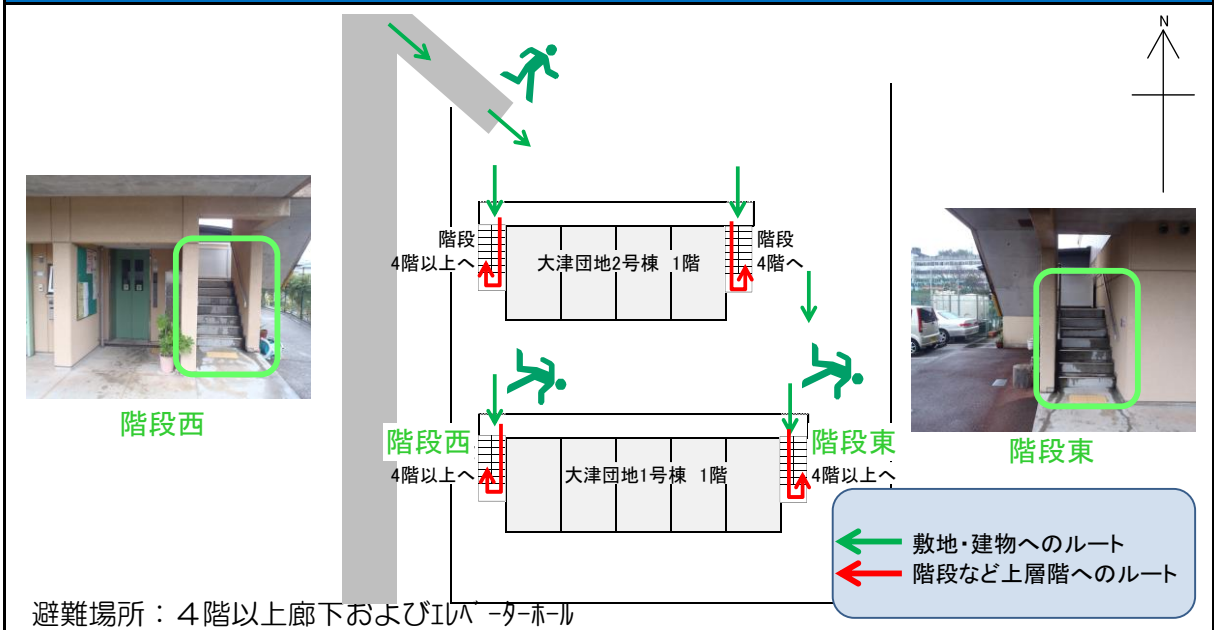 N
階段
4階以上へ
大津団地2号棟 1階
階段
4階へ
階段西
階段西
4階以上へ
大津団地1号棟 1階
階段東
4階以上へ
階段東
敷地・建物へのルート
階段など上層階へのルート
避難場所：４階以上廊下およびｴﾚﾍﾞｰﾀｰﾎｰﾙ